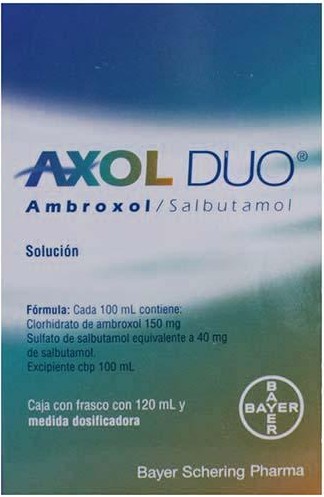 AXOL DUO®
Ambroxol/Salbutamol
Solución
Fórmula: Cada 100 mL contiene:
Clorhidrato de ambroxol 150 mg
Sulfato de salbutamol equivalente a 40 mg
de salbutamol.
Excipiente cbp 100 mL
Caja con frasco con 120 mL y
medida dosificadora
BAYER
BAYER
Bayer Schering Pharma